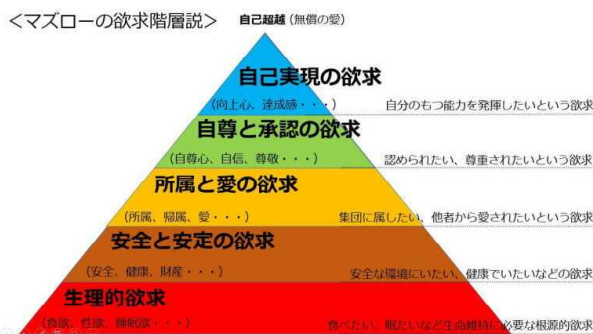 ＜マズローの欲求階層説＞
自己超越（無償の愛）
自己実現の欲求
（向上心、達成感・・・）
自分のもつ能力を発揮したいという欲求
自尊と承認の欲求
（自尊心、自信、尊敬・・・）
認められたい、尊重されたいという欲求
所属と愛の欲求
（所属、帰属、愛・・・）
集団に属したい、他者から愛されたいという欲求
安全と安定の欲求
（安全、健康、財産・・・）
安全な環境にいたい、健康でいたいなどの欲求
生理的欲求
（食欲、性欲、睡眠欲・・・）
食べたい、眠たいなど生命維持に必要な根源的欲求